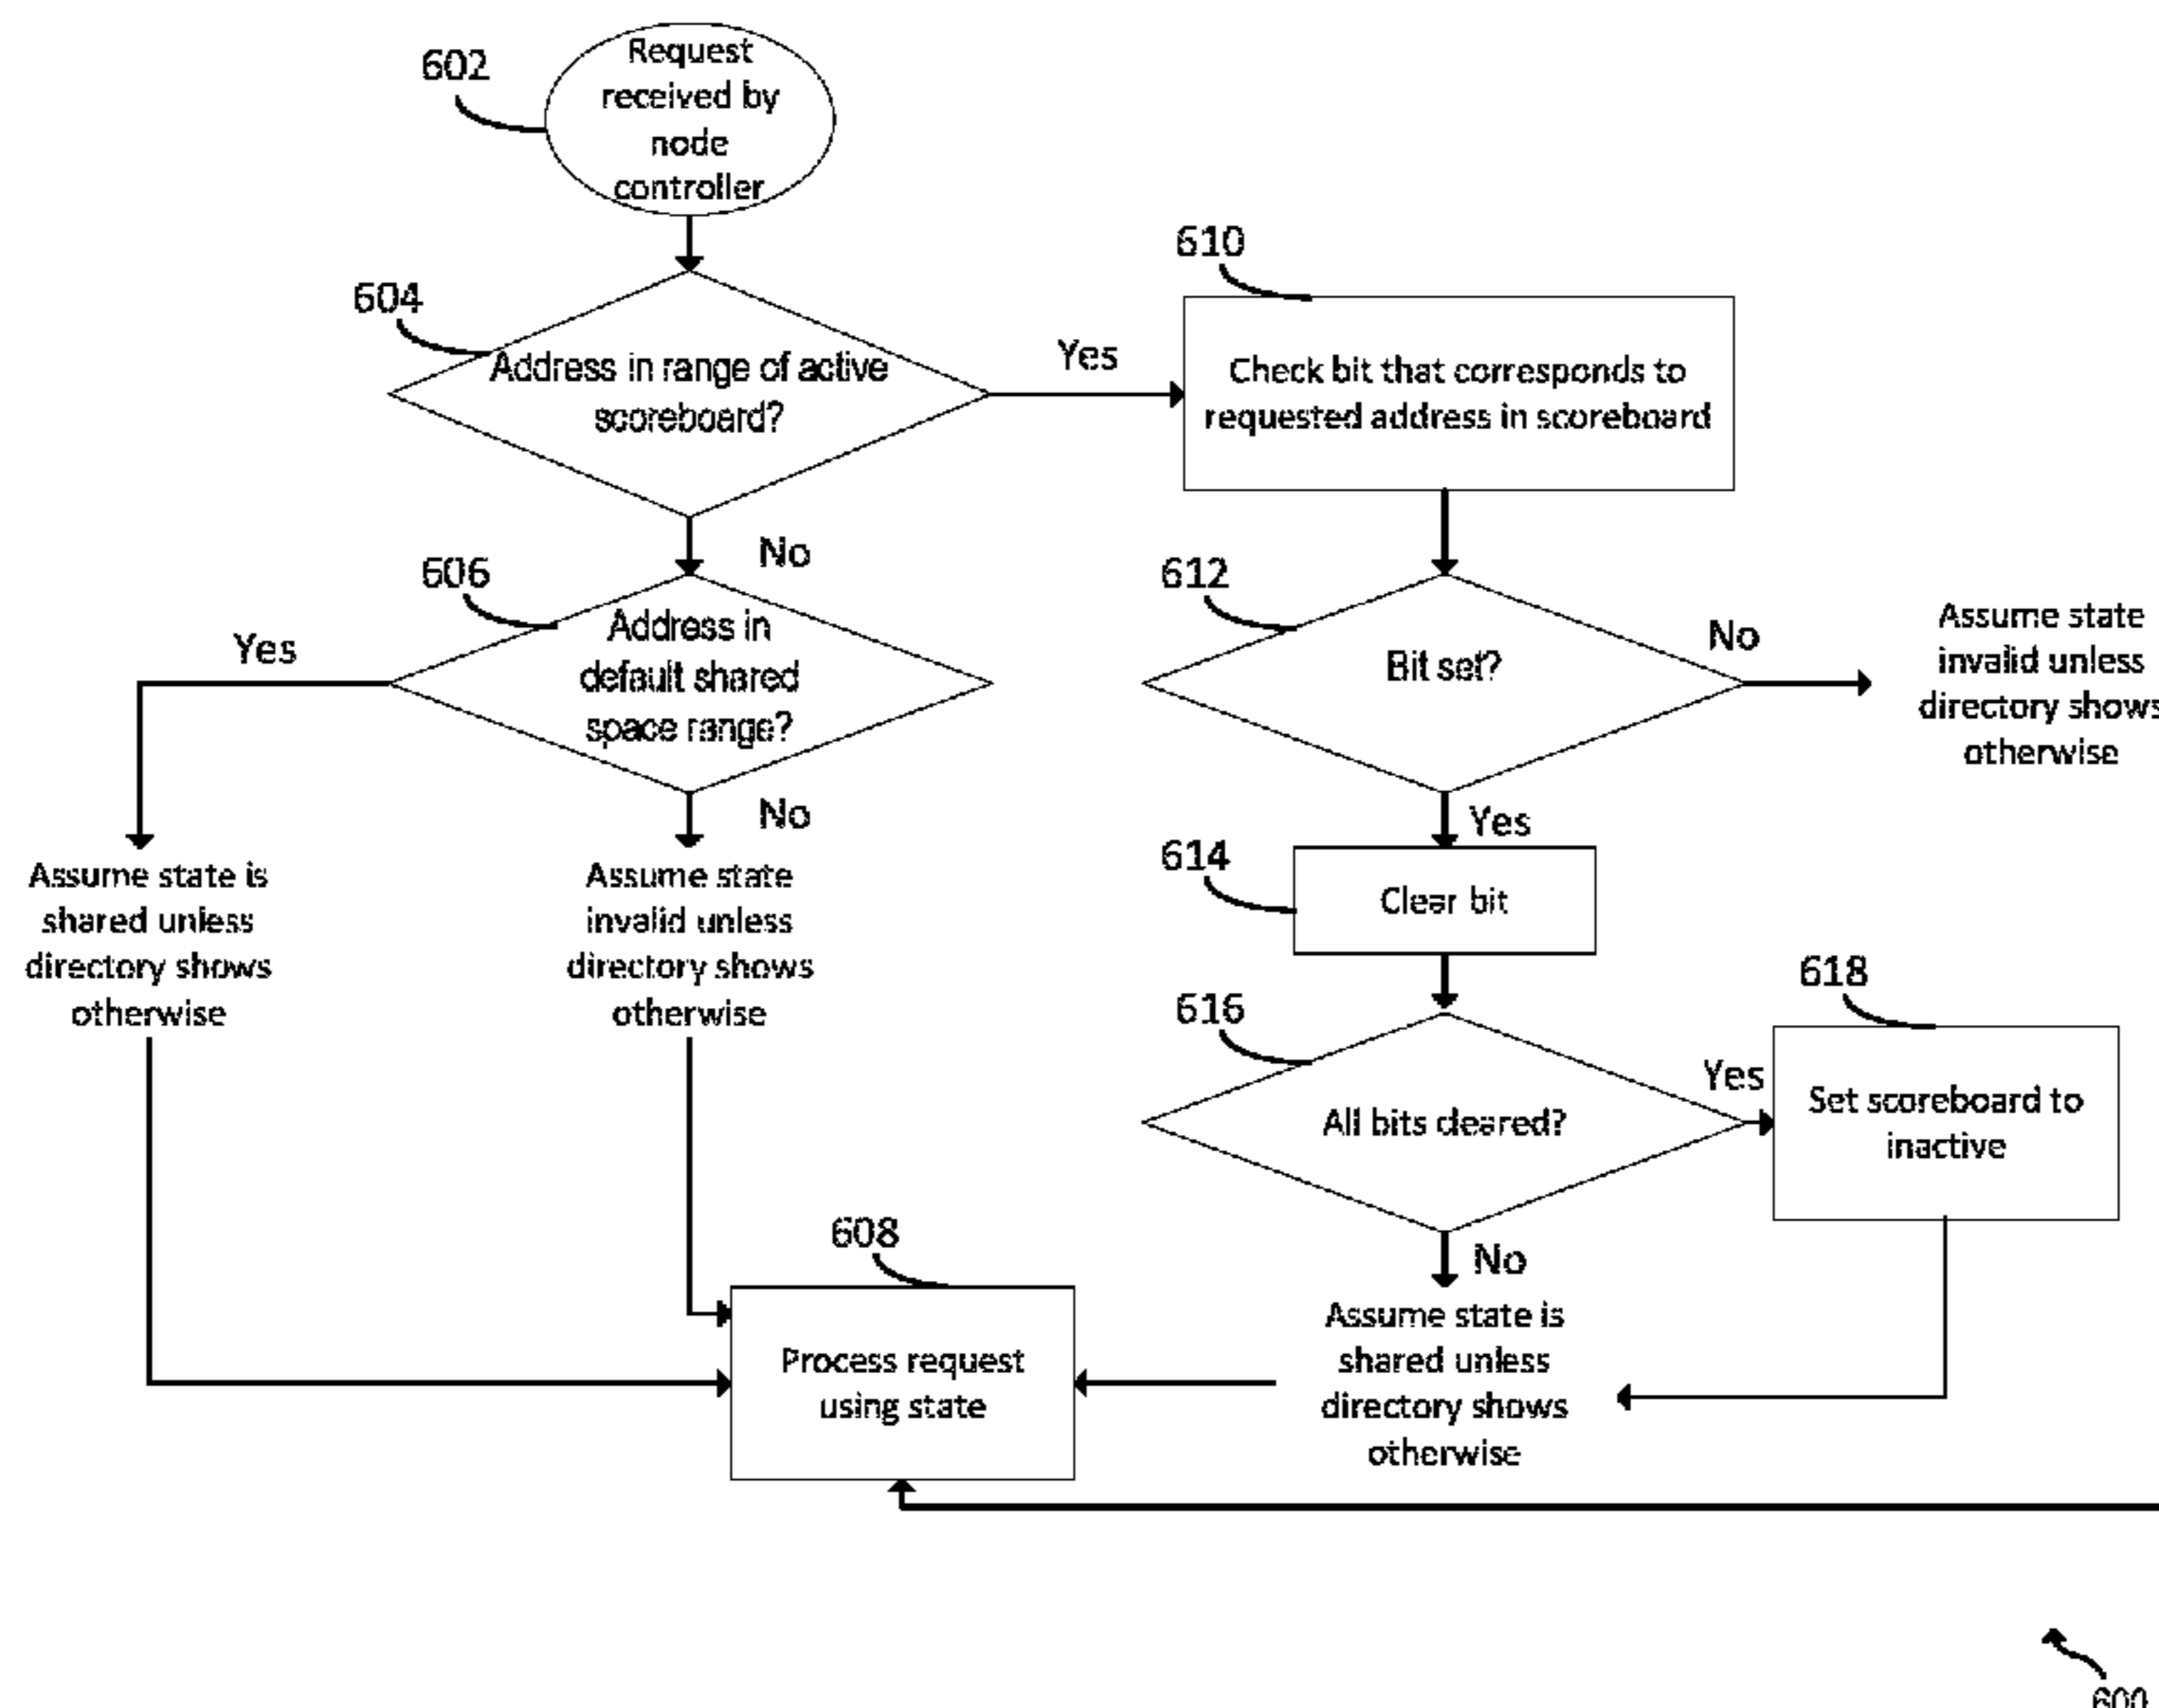 602
Request
received by
node
controller
604
Address in range of active
scoreboard?
Yes
610
Check bit that corresponds to
requested address in scoreboard
No
606
Address in
default shared
space range?
Yes
No
612
Bit set?
No
Assume state
invalid unless
directory shows
otherwise
Yes
Assume state is
shared unless
directory shows
otherwise
Assume state
invalid unless
directory shows
otherwise
614
Clear bit
616
All bits cleared?
Yes
618
Set scoreboard to
inactive
No
608
Process request
using state
Assume state is
shared unless
directory shows
otherwise
600